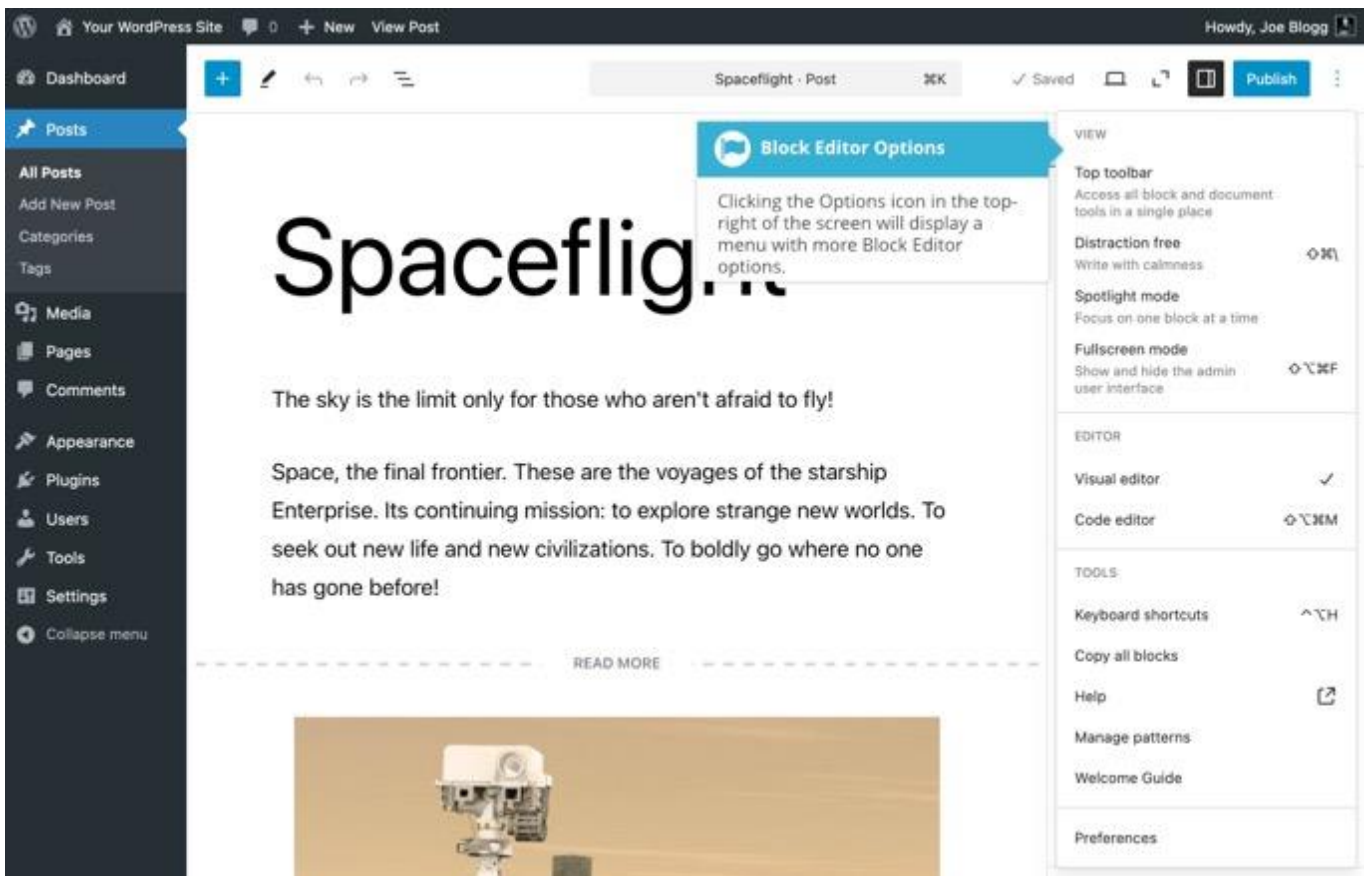 Your WordPress Site 0 + New View Post Howdy, Joe Blogg
Dashboard
Posts
All Posts
Add New Post
Categories
Tags
Media
Pages
Comments
Appearance
Plugins
Users
Tools
Settings
Collapse menu
Spaceflight · Post ⌘K
Saved
Publish
Block Editor Options
Clicking the Options icon in the top-
right of the screen will display a
menu with more Block Editor
options.
Spaceflight
The sky is the limit only for those who aren't afraid to fly!
Space, the final frontier. These are the voyages of the starship
Enterprise. Its continuing mission: to explore strange new worlds. To
seek out new life and new civilizations. To boldly go where no one
has gone before!
READ MORE
VIEW
Top toolbar
Access all block and document
tools in a single place
Distraction free ⇧⌘\
Write with calmness
Spotlight mode
Focus on one block at a time
Fullscreen mode
Show and hide the admin ⇧⌥⌘F
user interface
EDITOR
Visual editor ✓
Code editor ⇧⌥⌘M
TOOLS
Keyboard shortcuts ^⌥H
Copy all blocks
Help
Manage patterns
Welcome Guide
Preferences